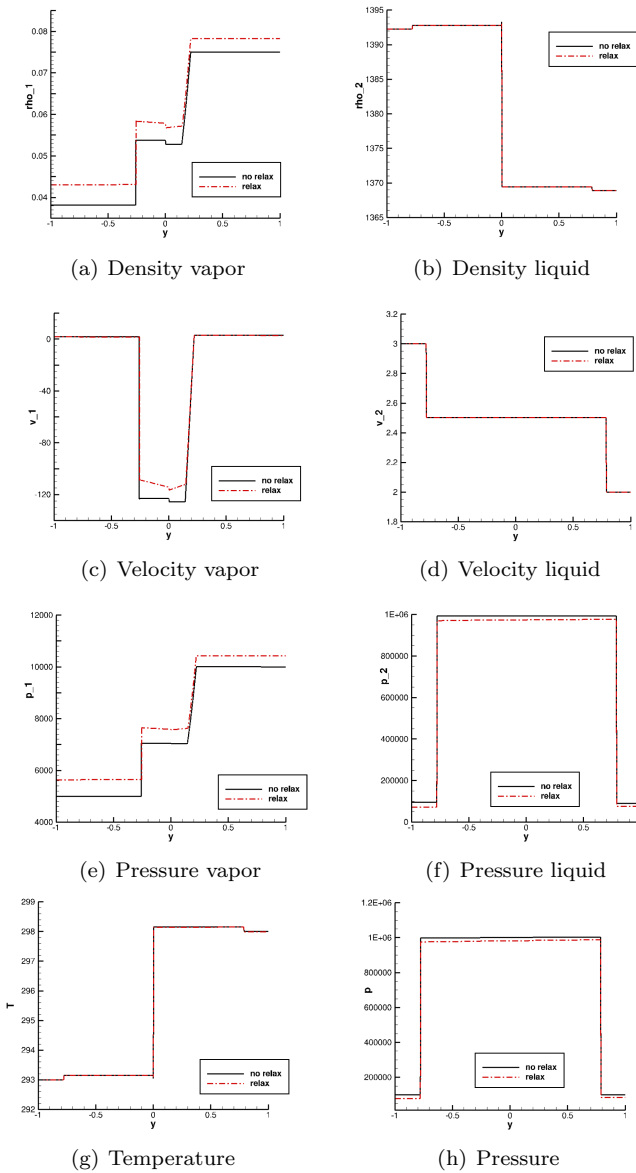 rho_1
0.08
0.07
0.06
0.05
0.04
-1 -0.5 0 0.5 1
y
no relax
relax
(a) Density vapor
rho_2
1395
1390
1385
1380
1375
1370
1365
-1 -0.5 0 0.5 1
y
no relax
relax
(b) Density liquid
v_1
0
-40
-80
-120
-1 -0.5 0 0.5 1
y
no relax
relax
(c) Velocity vapor
v_2
3.2
3
2.8
2.6
2.4
2.2
2
1.8
-1 -0.5 0 0.5 1
y
no relax
relax
(d) Velocity liquid
p_1
12000
10000
8000
6000
4000
-1 -0.5 0 0.5 1
y
no relax
relax
(e) Pressure vapor
p_2
1E+06
800000
600000
400000
200000
0
-1 -0.5 0 0.5
y
no relax
relax
(f) Pressure liquid
T
299
298
297
296
295
294
293
292
-1 -0.5 0 0.5 1
y
no relax
relax
(g) Temperature
p
1.2E+06
1E+06
800000
600000
400000
200000
-1 -0.5 0 0.5 1
y
no relax
relax
(h) Pressure